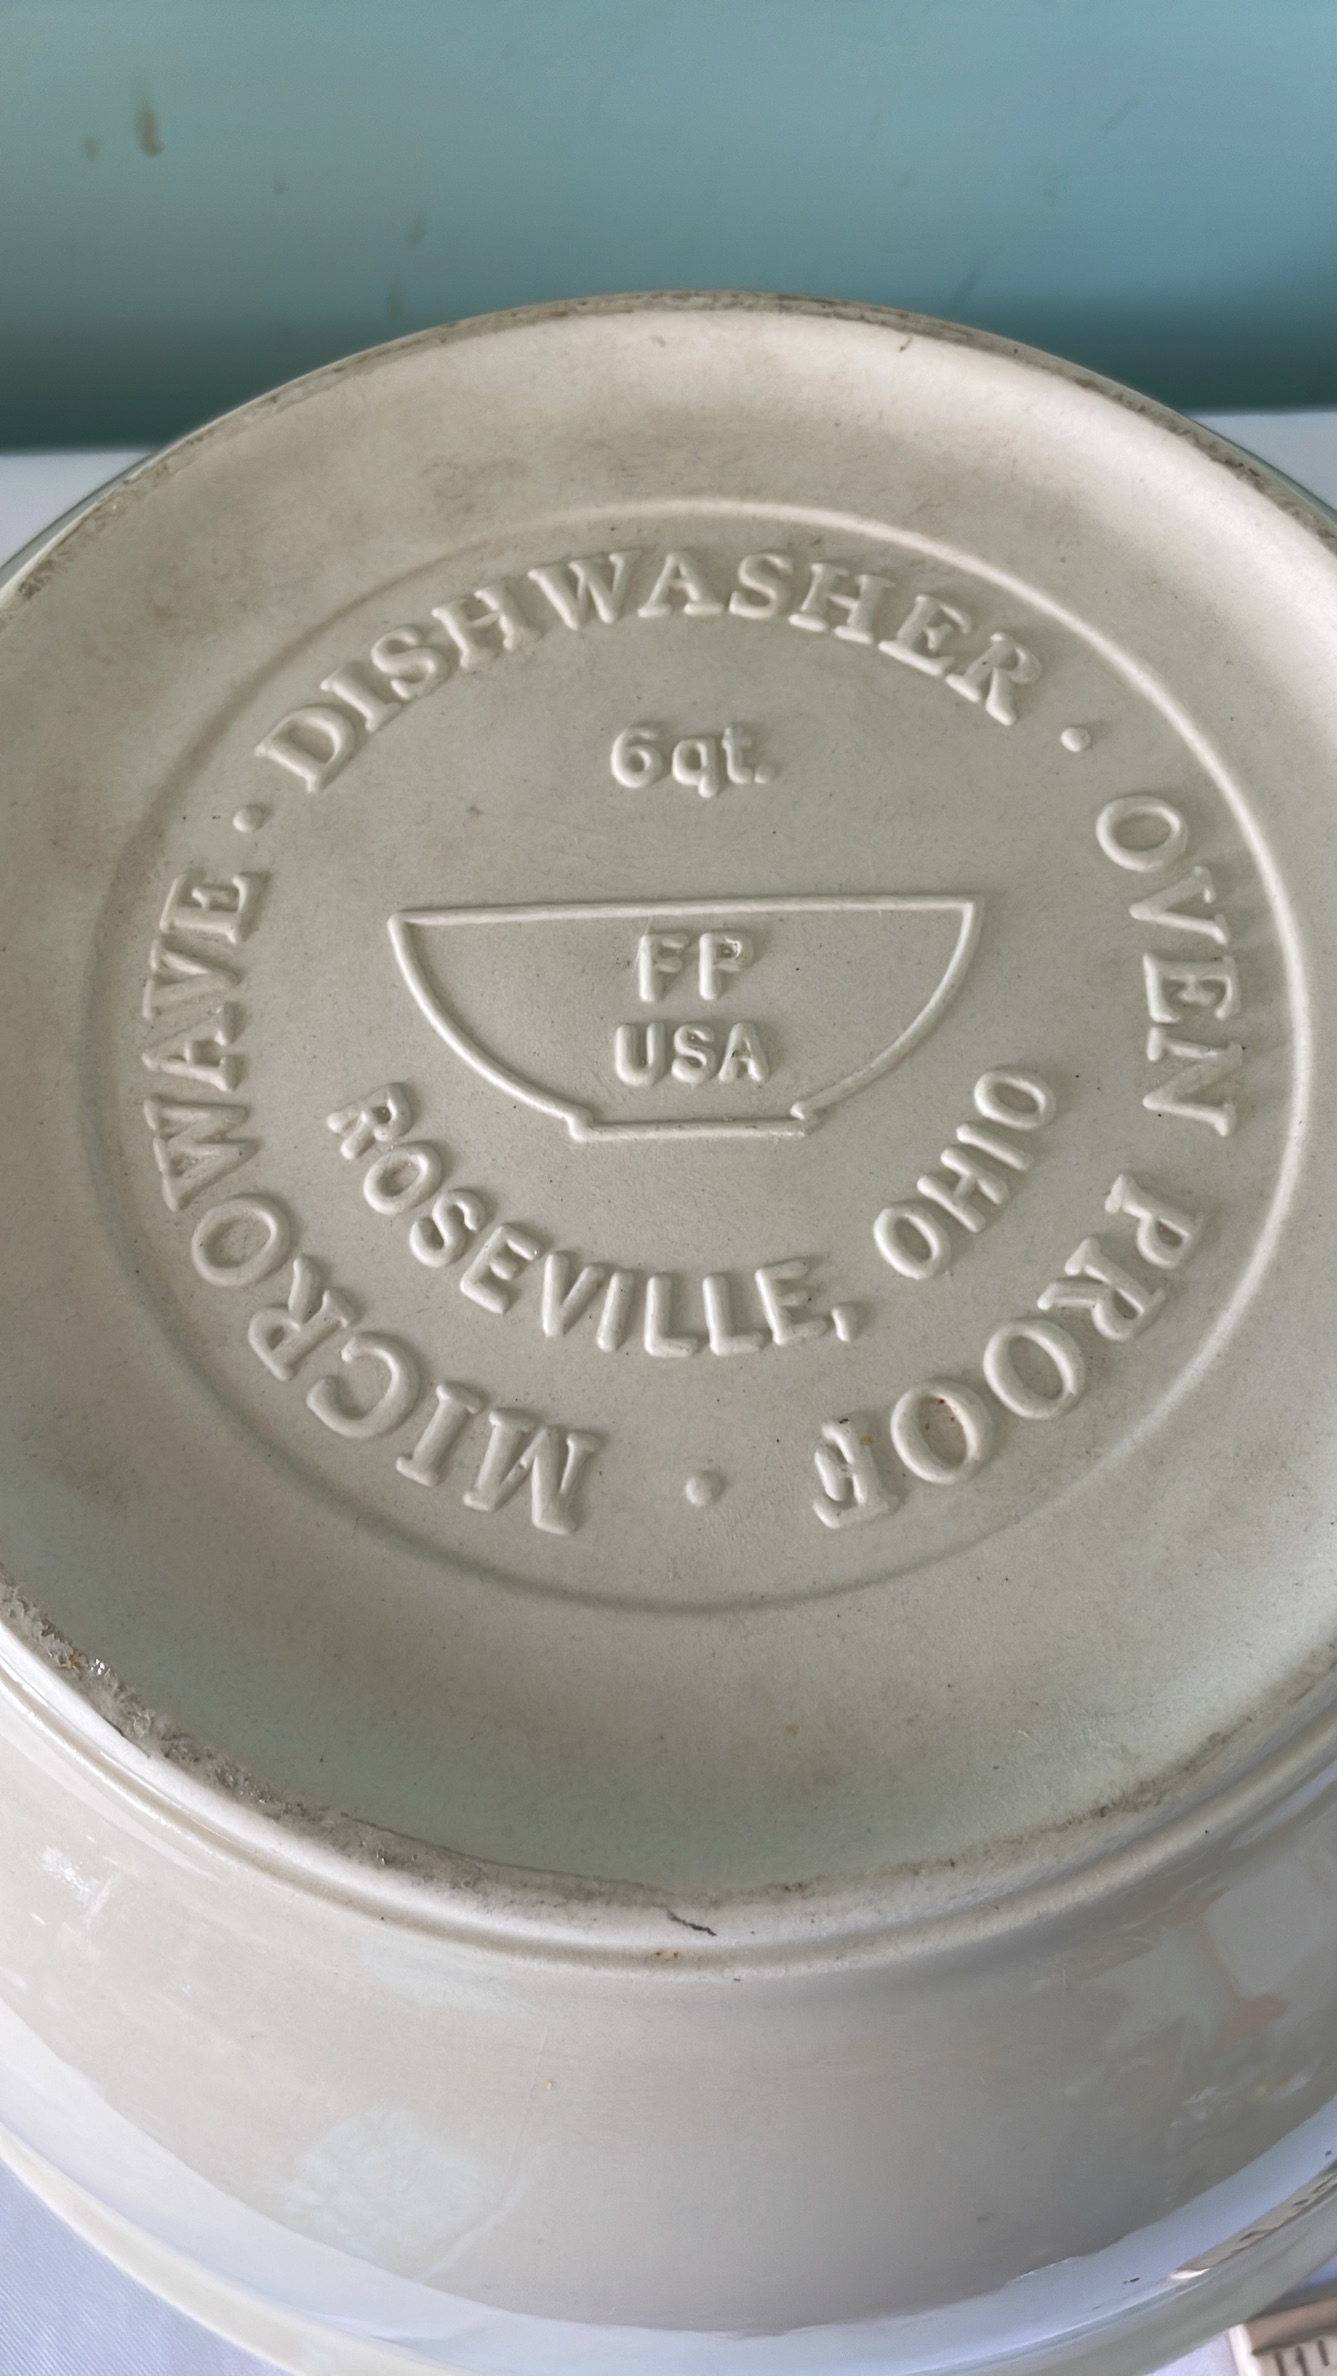 MICROWAVE · DISHWASHER · OVEN PROOF ·
6qt.
FP
USA
ROSEVILLE, OHIO